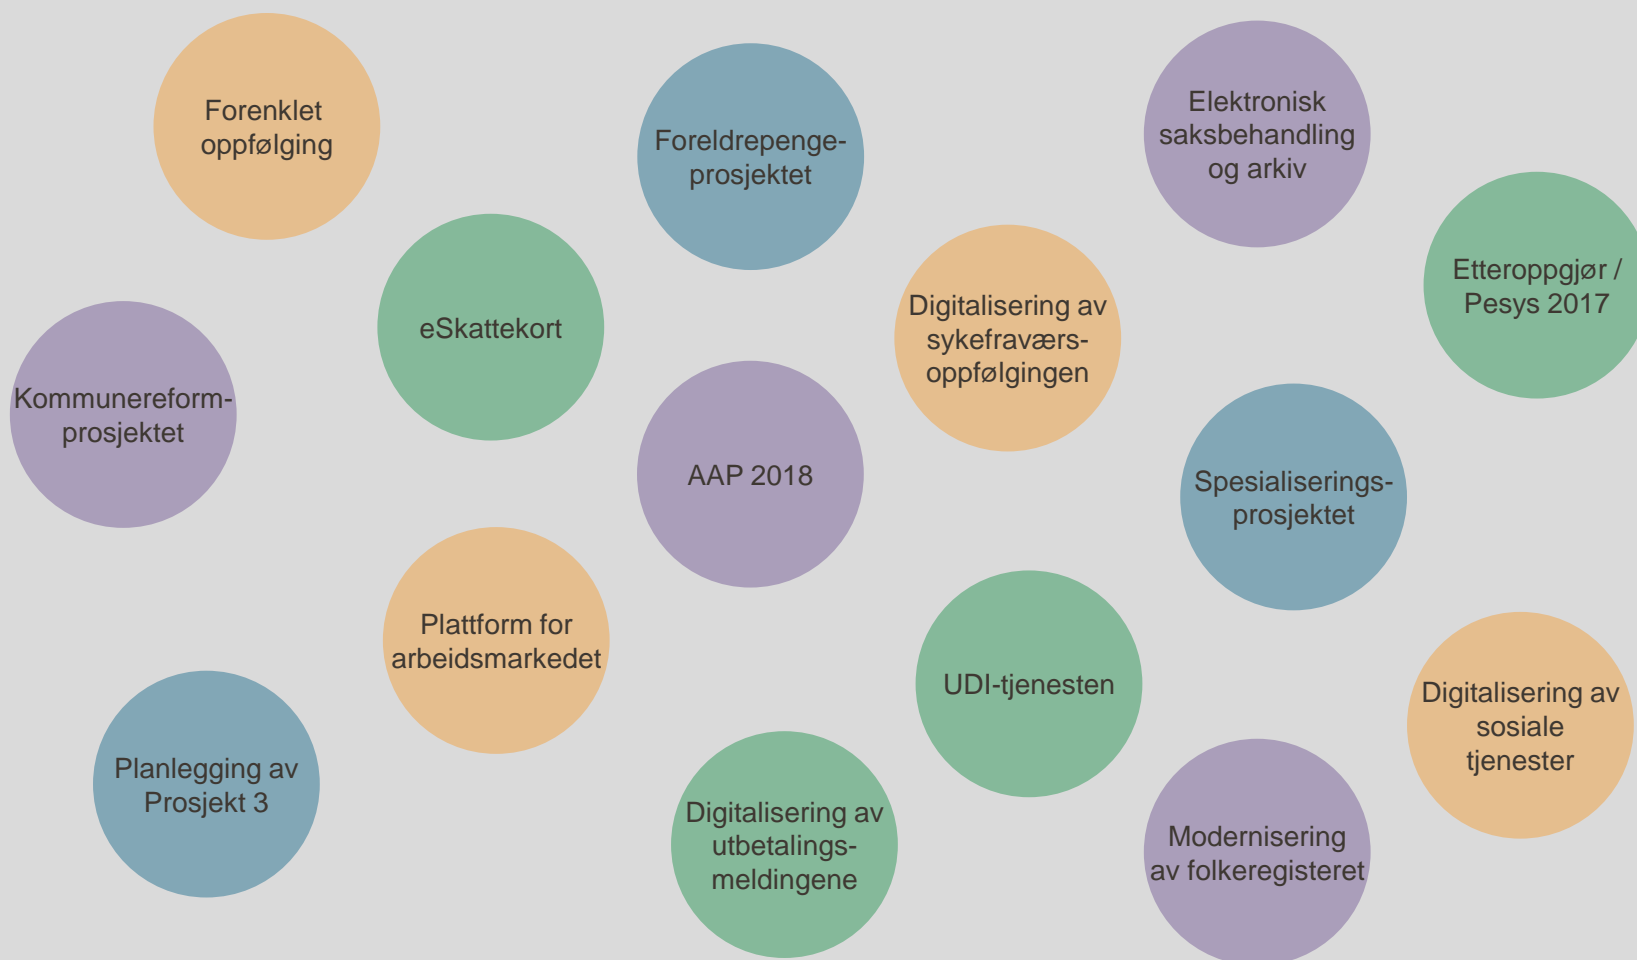 Forenklet
oppfølging
Foreldrepenge-
prosjektet
Elektronisk
saksbehandling
og arkiv
Etteroppgjør /
Pesys 2017
eSkattekort
Digitalisering av
sykefraværs-
oppfølgingen
Kommunereform-
prosjektet
AAP 2018
Spesialiserings-
prosjektet
Plattform for
arbeidsmarkedet
UDI-tjenesten
Digitalisering av
sosiale
tjenester
Planlegging av
Prosjekt 3
Digitalisering av
utbetalings-
meldingene
Modernisering
av folkeregisteret